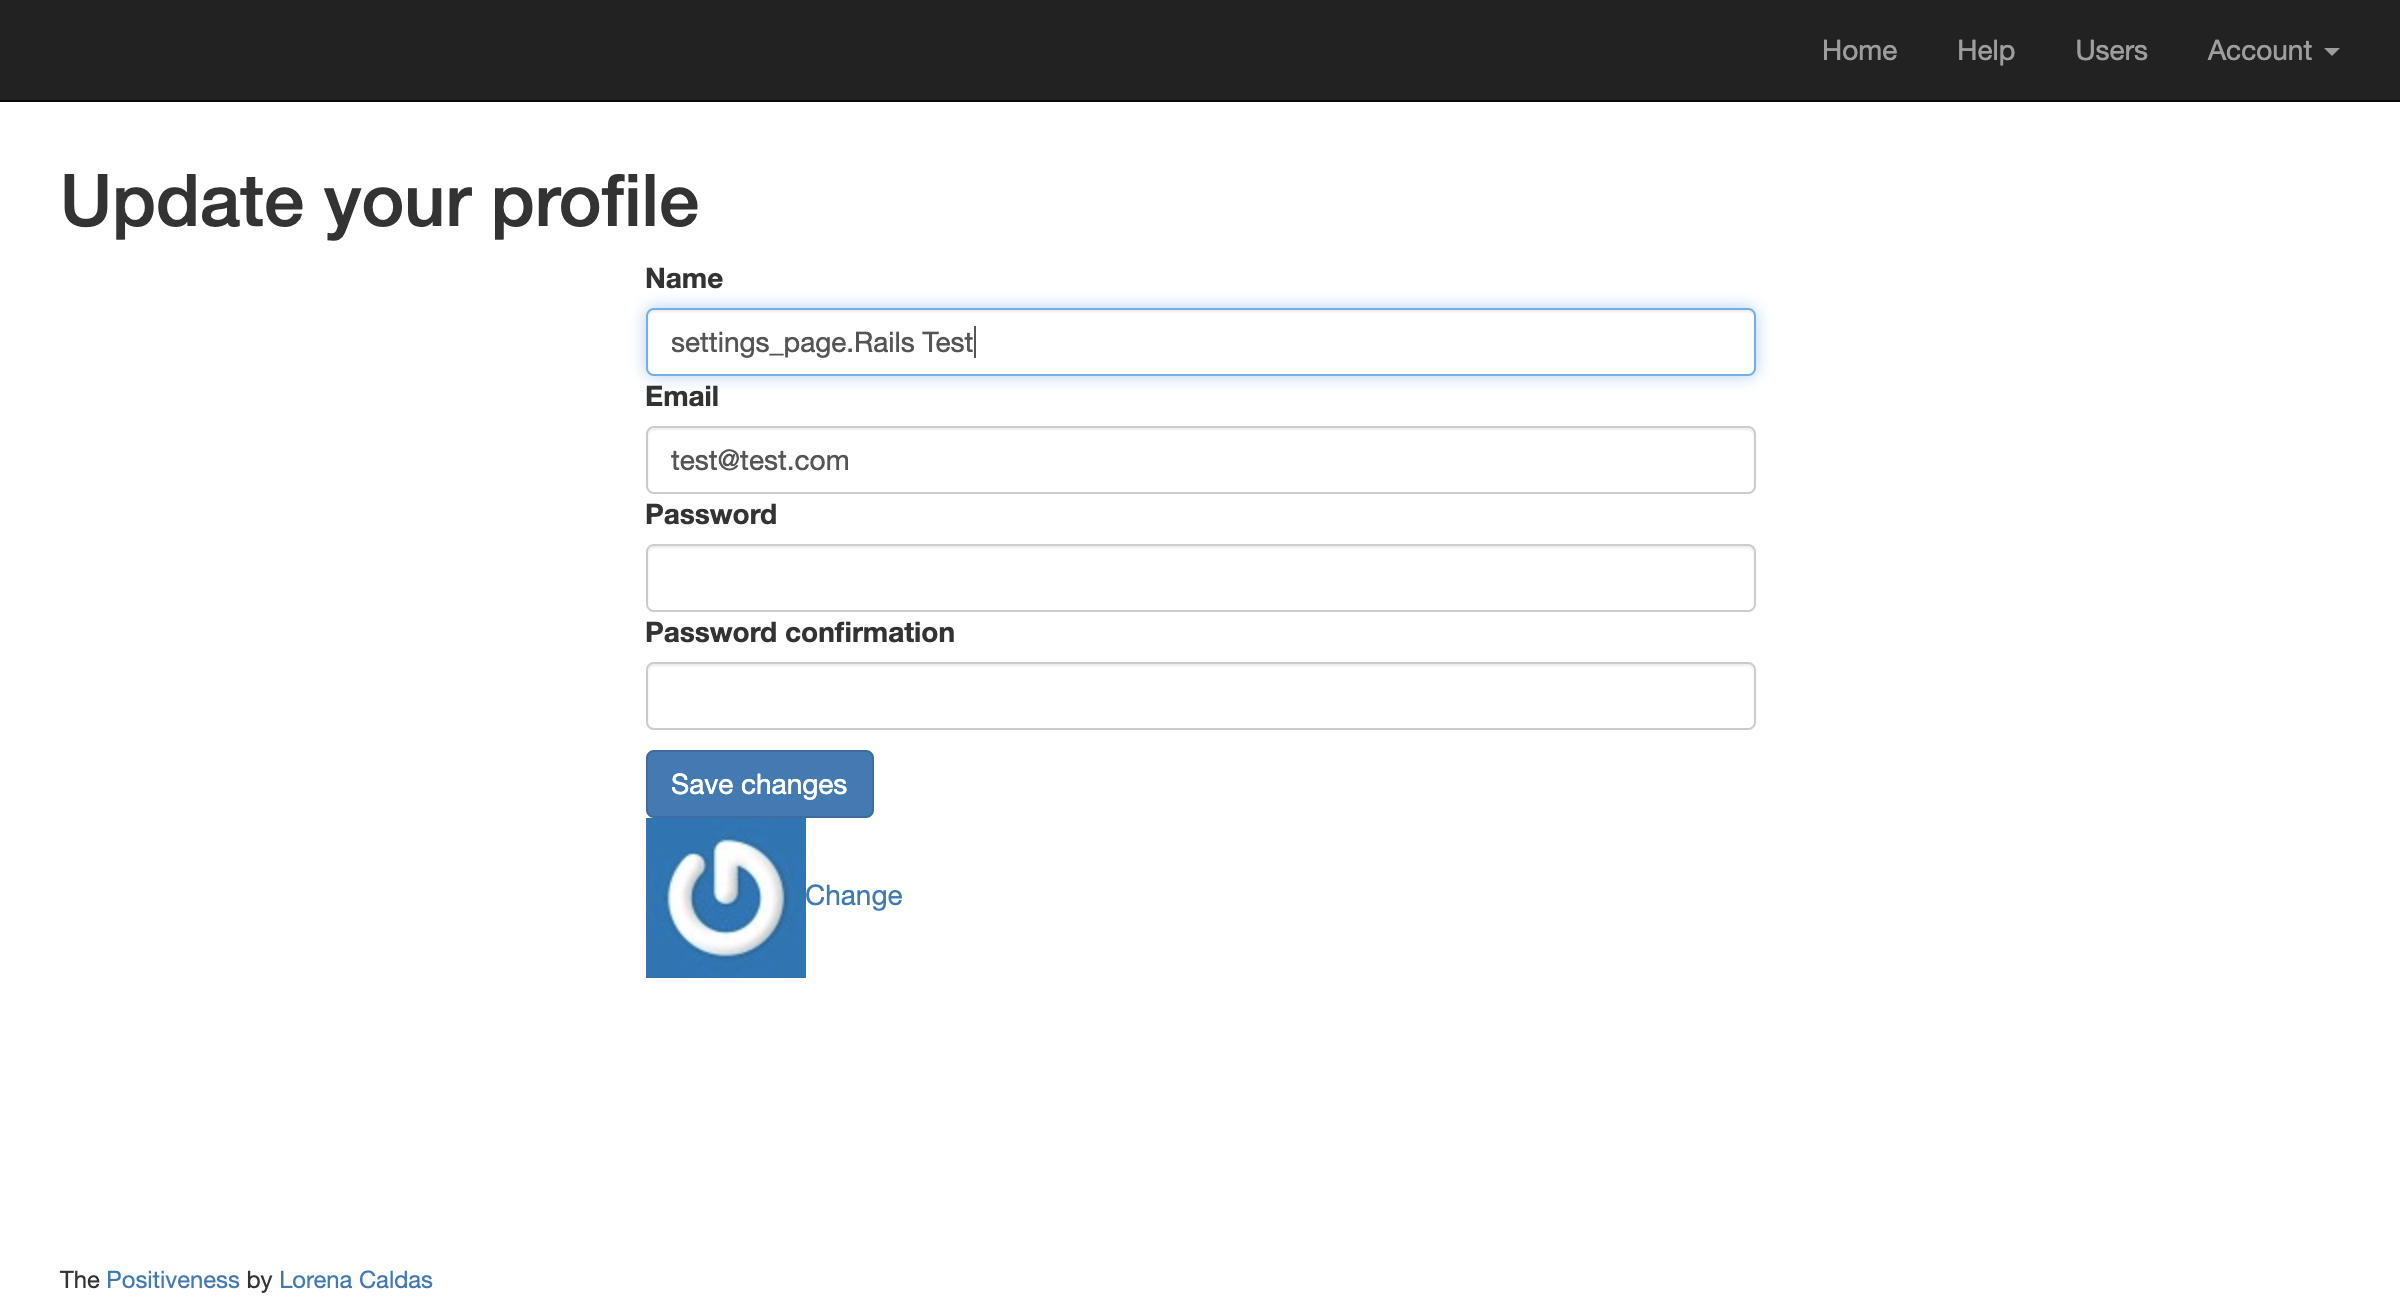 Home Help Users Account
Update your profile
Name
settings_page.Rails Test
Email
test@test.com
Password
Password confirmation
Save changes
Change
The Positiveness by Lorena Caldas